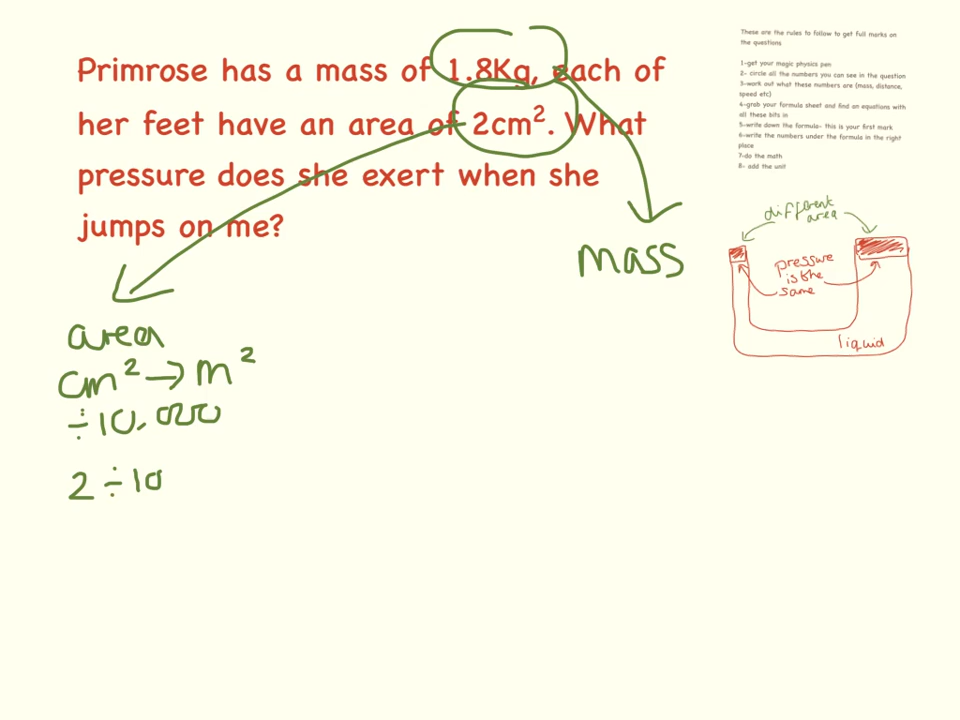 Primrose has a mass of 1.8Kg, each of
her feet have an area of 2cm². What
pressure does she exert when she
jumps on me?
mass
area
cm² → m²
÷10,000
2 ÷ 10
These are the rules to follow to get full marks on
the questions
1-get your magic physics pen
2- circle all the numbers you can see in the question
3-work out what these numbers are (mass, distance,
speed etc)
4-grab your formula sheet and find an equations with
all these bits in
5-write down the formula- this is your first mark
6-write the numbers under the formula in the right
place
7-do the math
8- add the unit
different
area
pressure
is the
same
liquid